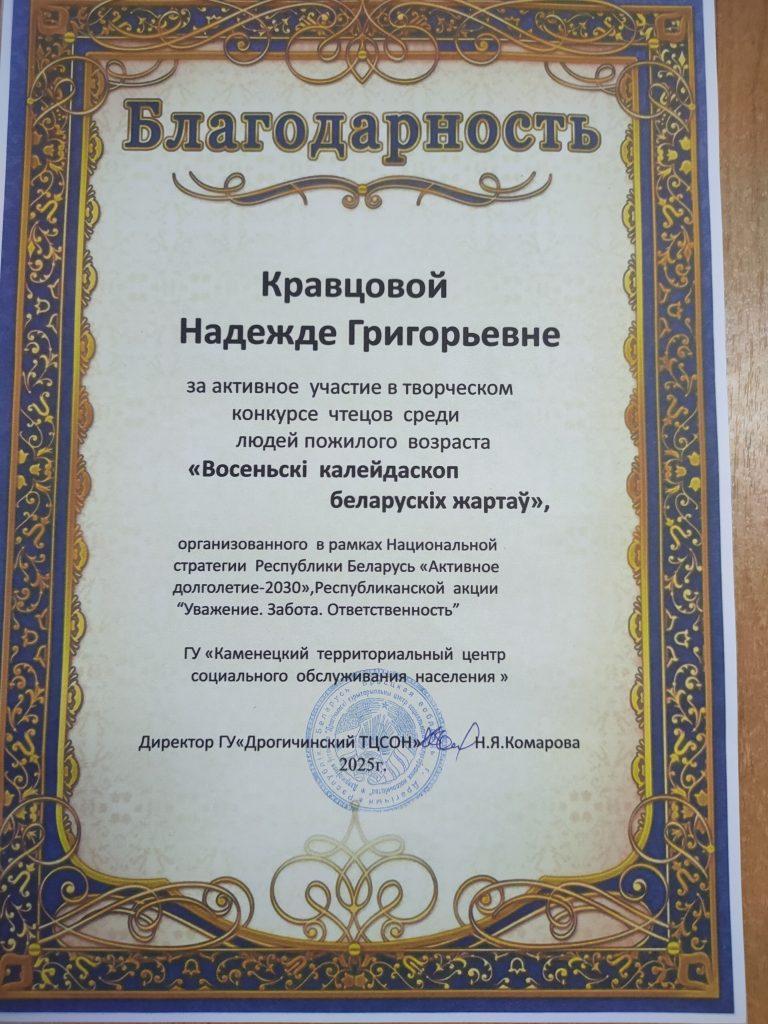 Благодарность
Кравцовой
Надежде Григорьевне
за активное участие в творческом
конкурсе чтецов среди
людей пожилого возраста
«Восеньскі калейдаскоп
беларускіх жартаў»,
организованного в рамках Национальной
стратегии Республики Беларусь «Активное
долголетие-2030»,Республиканской акции
“Уважение. Забота. Ответственность”
ГУ «Каменецкий территориальный центр
социального обслуживания населения »
Директор ГУ«Дрогичинский ТЦСОН» Н.Я.Комарова
2025г.